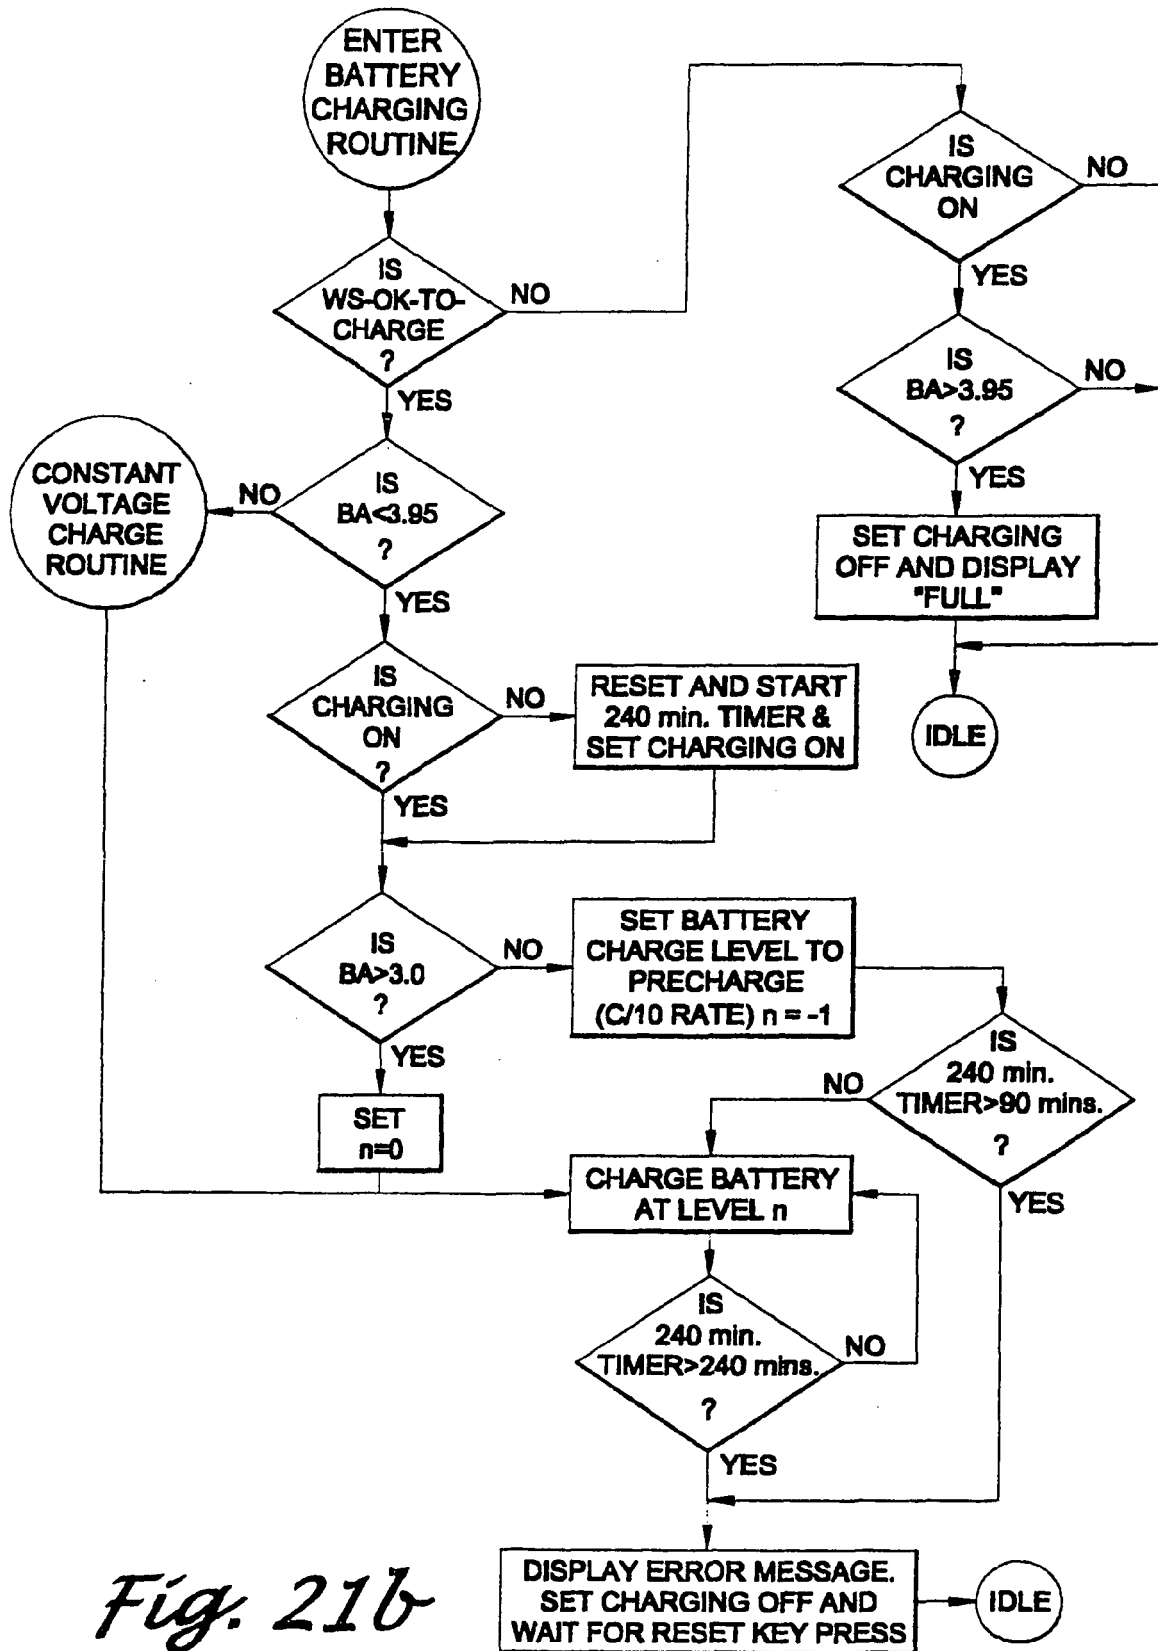 ENTER
BATTERY
CHARGING
ROUTINE
IS
WS-OK-TO-
CHARGE
?
NO
YES
IS
CHARGING
ON
NO
YES
IS
BA>3.95
?
NO
YES
SET CHARGING
OFF AND DISPLAY
"FULL"
IDLE
CONSTANT
VOLTAGE
CHARGE
ROUTINE
NO
IS
BA<3.95
?
YES
IS
CHARGING
ON
?
NO
YES
RESET AND START
240 min. TIMER &
SET CHARGING ON
IS
BA>3.0
?
NO
YES
SET BATTERY
CHARGE LEVEL TO
PRECHARGE
(C/10 RATE) n = -1
IS
240 min.
TIMER>90 mins.
?
NO
YES
SET
n=0
CHARGE BATTERY
AT LEVEL n
IS
240 min.
TIMER>240 mins.
?
NO
YES
DISPLAY ERROR MESSAGE.
SET CHARGING OFF AND
WAIT FOR RESET KEY PRESS
IDLE
Fig. 21b